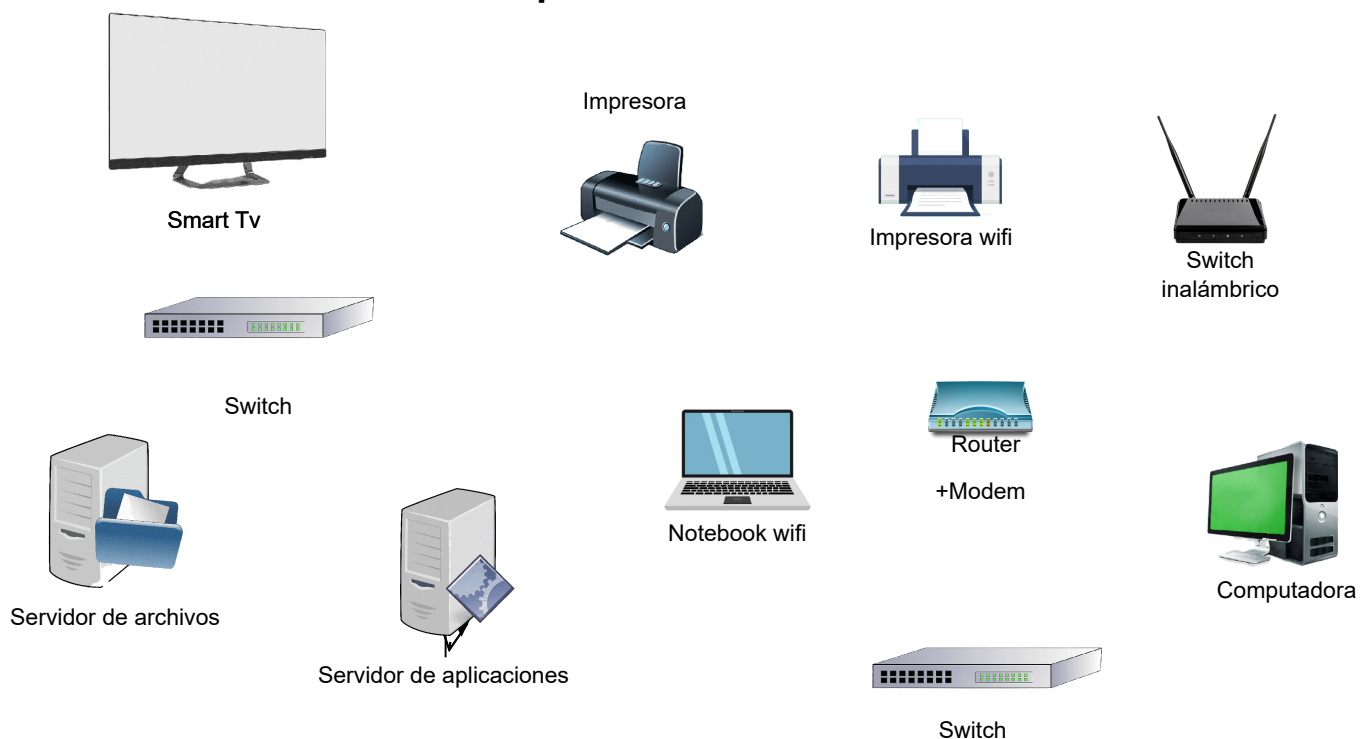 Impresora
Smart Tv
Impresora wifi
Switch
inalámbrico
Switch
Router
+Modem
Notebook wifi
Computadora
Servidor de archivos
Servidor de aplicaciones
Switch